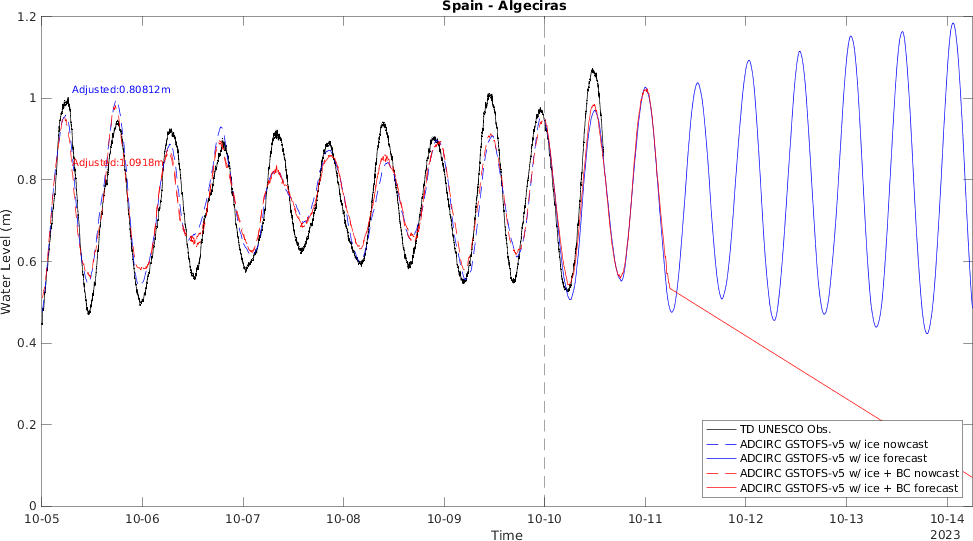 Spain - Algeciras
1.2
1
0.8
0.6
0.4
0.2
0
Water Level (m)
Adjusted:0.80812m
Adjusted:1.0918m
TD UNESCO Obs.
ADCIRC GSTOFS-v5 w/ ice nowcast
ADCIRC GSTOFS-v5 w/ ice forecast
ADCIRC GSTOFS-v5 w/ ice + BC nowcast
ADCIRC GSTOFS-v5 w/ ice + BC forecast
10-05 10-06 10-07 10-08 10-09 10-10 10-11 10-12 10-13 10-14
2023
Time